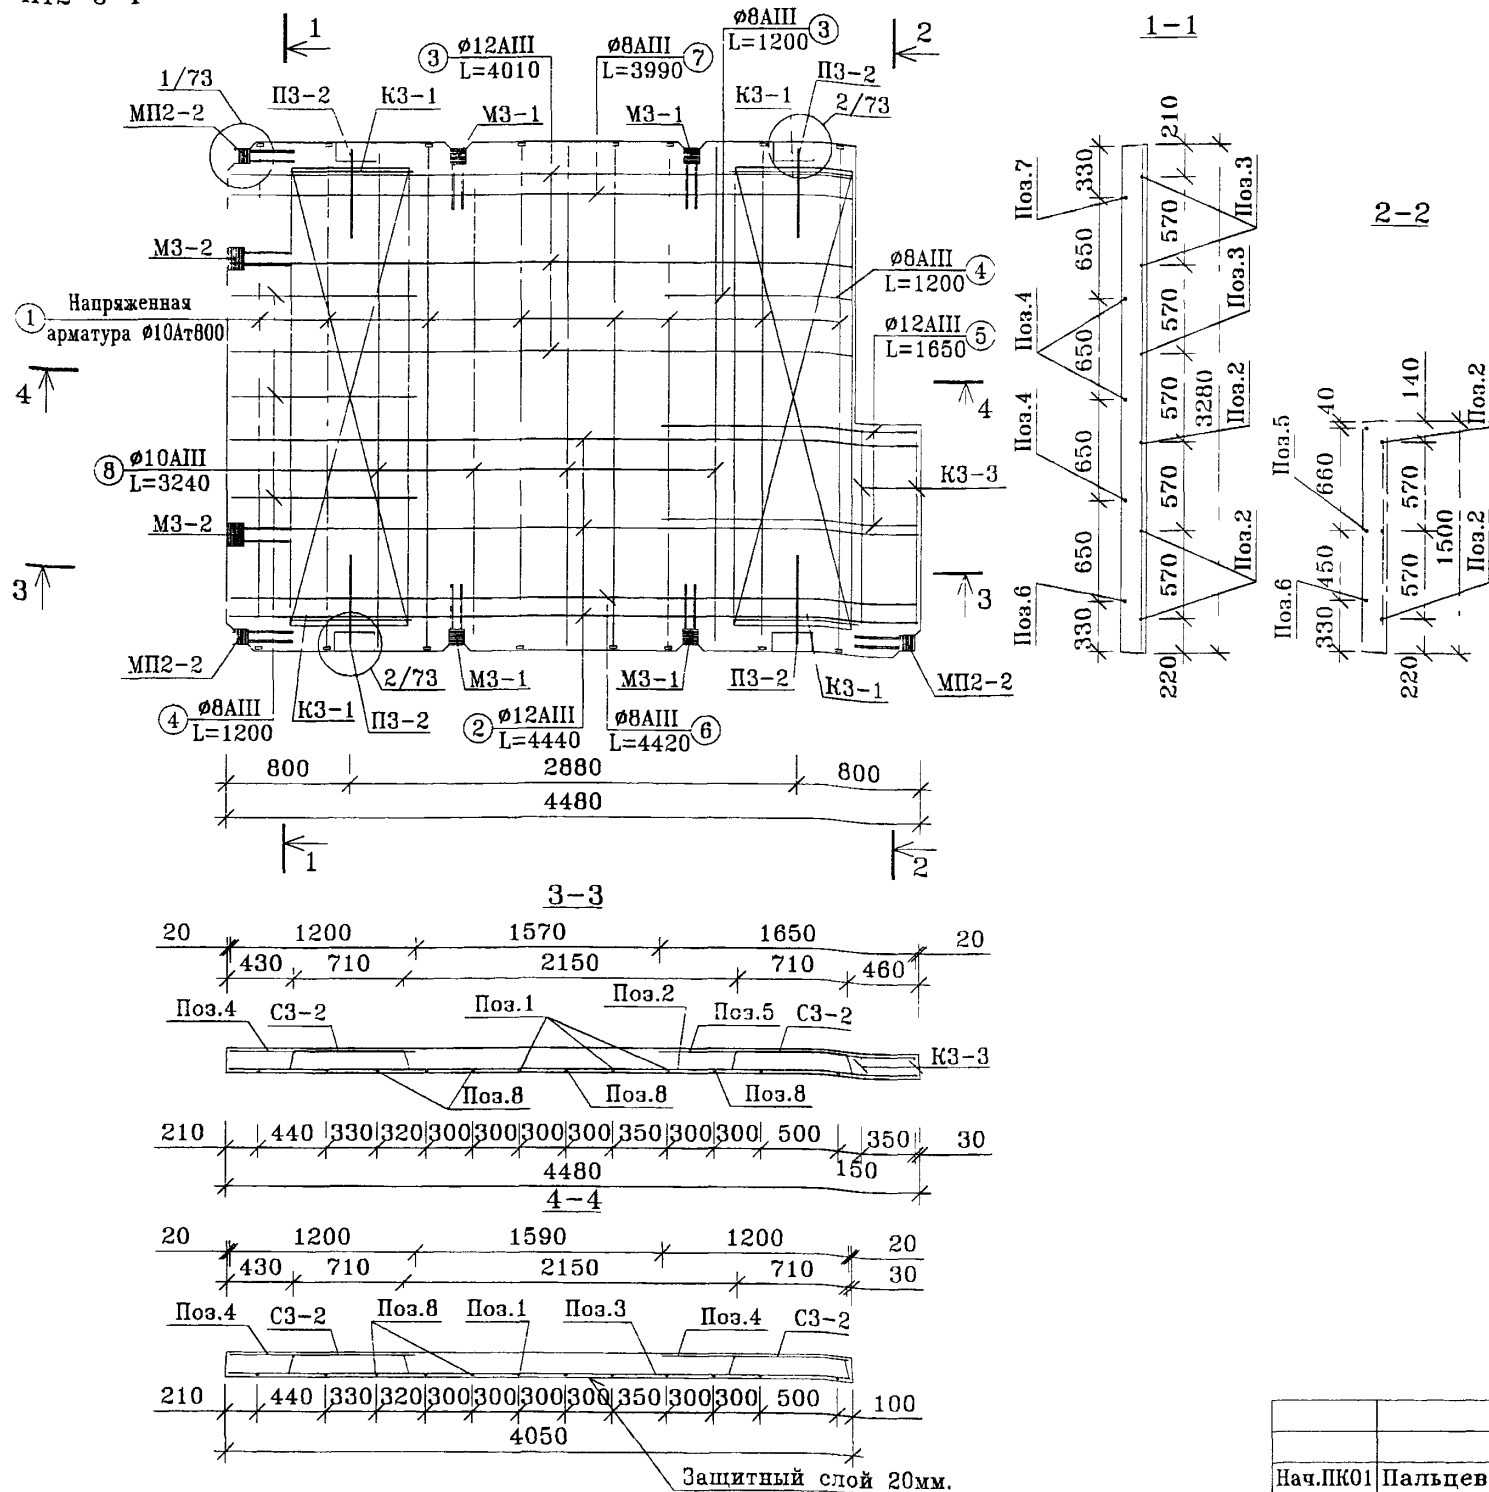 1
2
1-1
2-2
ø12АIII
L=4010
3
ø8АIII
L=3990
7
ø8АIII
L=1200
3
1/73
МП2-2
П3-2
К3-1
М3-1
М3-1
К3-1
П3-2
2/73
М3-2
ø8АIII
L=1200
4
1
Напряженная
арматура ø10Ат800
ø12АIII
L=1650
5
4
4
8
ø10АIII
L=3240
К3-3
М3-2
3
3
МП2-2
2/73
К3-1
П3-2
М3-1
М3-1
П3-2
К3-1
МП2-2
4
ø8АIII
L=1200
2
ø12АIII
L=4440
ø8АIII
L=4420
6
800
2880
800
4480
1
2
Поз.7
Поз.4
Поз.4
Поз.6
330
650
650
650
650
330
210
570
570
570
570
570
220
3280
Поз.3
Поз.3
Поз.2
Поз.2
Поз.5
Поз.6
40
660
450
330
140
570
570
220
1500
Поз.2
Поз.2
3-3
20
1200
1570
1650
20
430
710
2150
710
460
Поз.4
С3-2
Поз.1
Поз.2
Поз.5
С3-2
К3-3
Поз.8
Поз.8
Поз.8
210
440
330
320
300
300
300
300
350
300
300
500
350
30
150
4480
4-4
20
1200
1590
1200
20
430
710
2150
710
30
Поз.4
С3-2
Поз.8
Поз.1
Поз.3
Поз.4
С3-2
210
440
330
320
300
300
300
300
350
300
300
500
100
4050
Защитный слой 20мм.
Нач.ПКО1
Пальцев